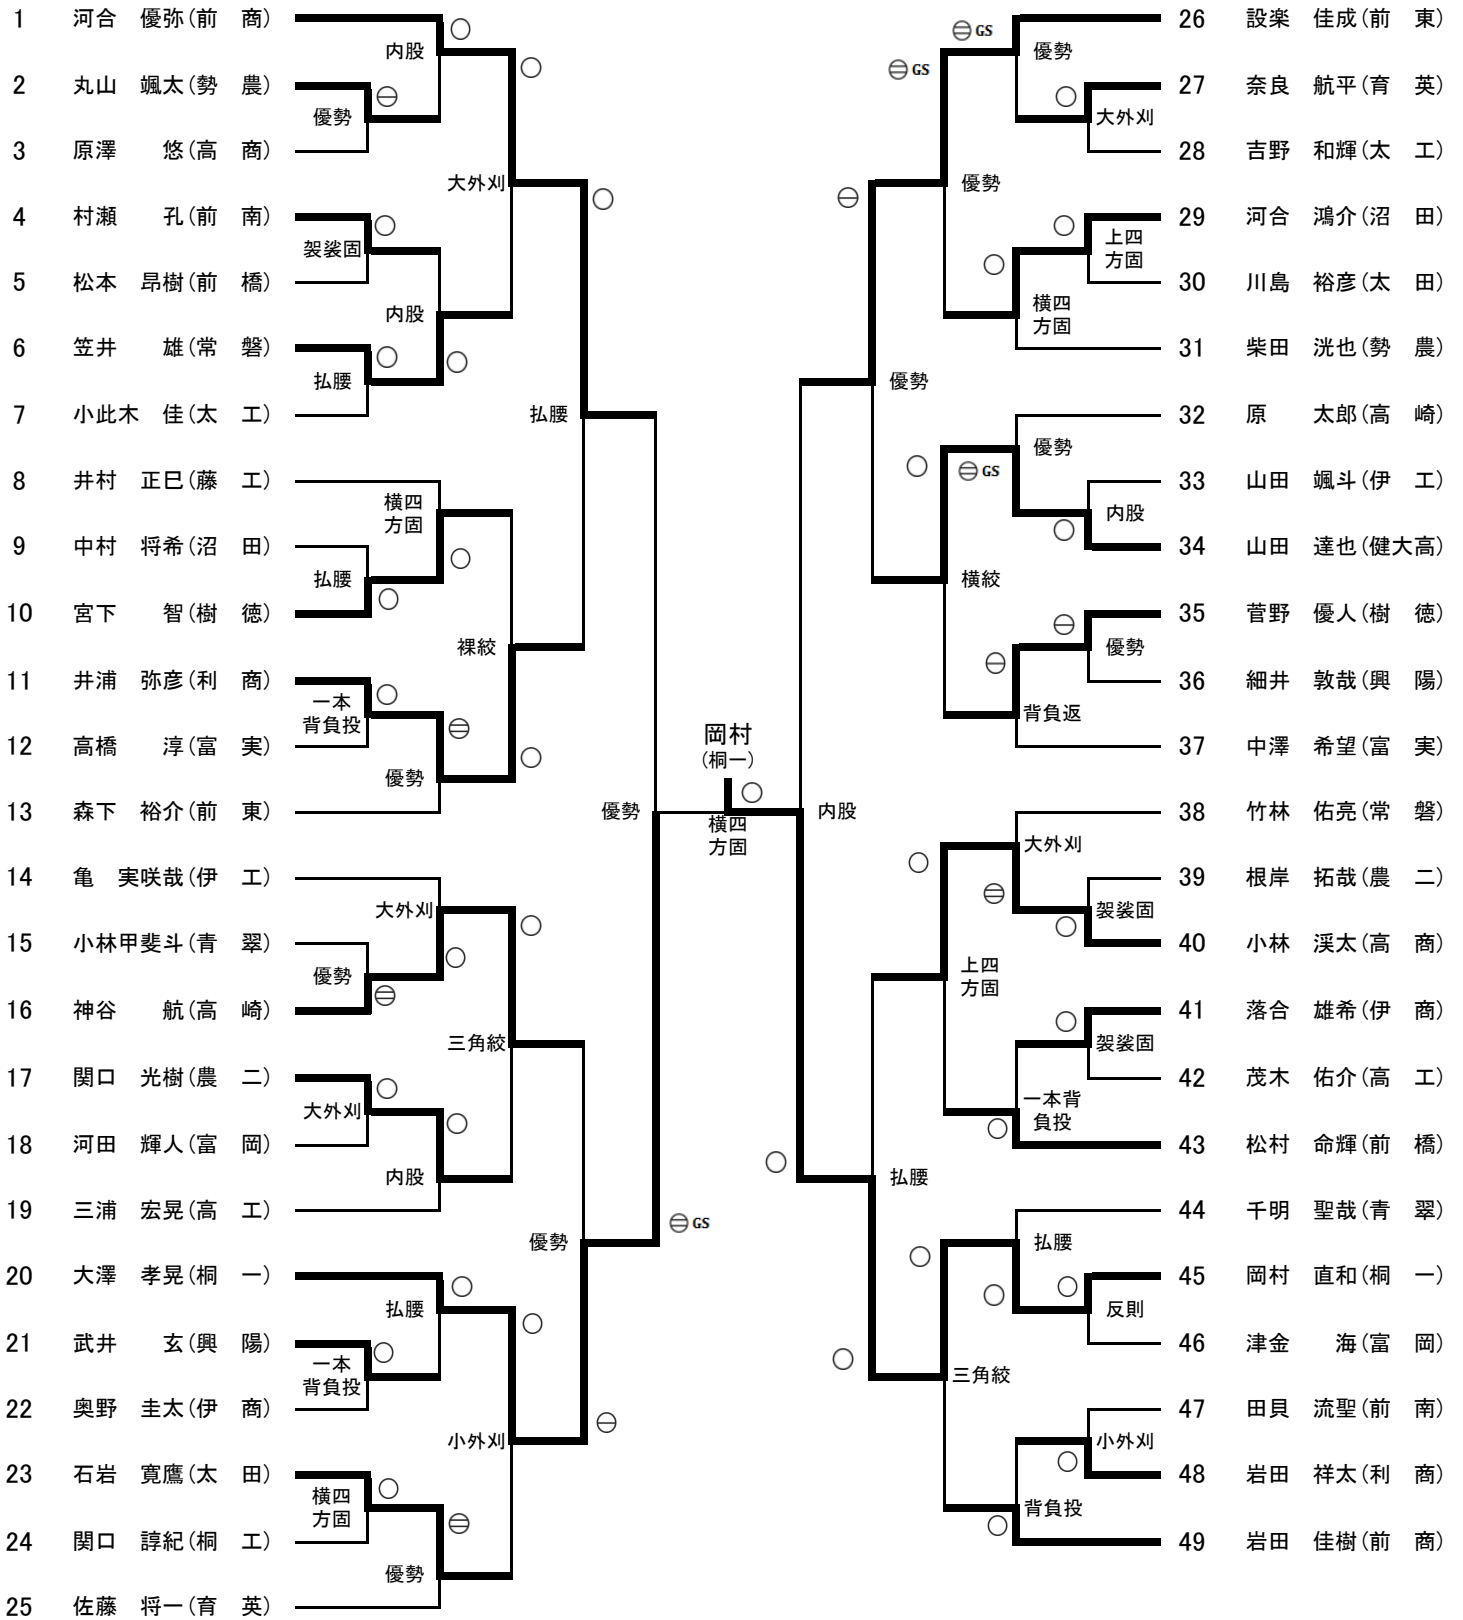 1 河合 優弥(前 商)
2 丸山 颯太(勢 農)
3 原澤 悠(高 商)
4 村瀬 孔(前 南)
5 松本 昂樹(前 橋)
6 笠井 雄(常 磐)
7 小此木 佳(太 工)
8 井村 正巳(藤 工)
9 中村 将希(沼 田)
10 宮下 智(樹 徳)
11 井浦 弥彦(利 商)
12 高橋 淳(富 実)
13 森下 裕介(前 東)
14 亀 実咲哉(伊 工)
15 小林甲斐斗(青 翠)
16 神谷 航(高 崎)
17 関口 光樹(農 二)
18 河田 輝人(富 岡)
19 三浦 宏晃(高 工)
20 大澤 孝晃(桐 一)
21 武井 玄(興 陽)
22 奥野 圭太(伊 商)
23 石岩 寛鷹(太 田)
24 関口 諄紀(桐 工)
25 佐藤 将一(育 英)
内股
優勢
大外刈
袈裟固
内股
払腰
払腰
横四
方固
払腰
裸絞
一本
背負投
優勢
優勢
大外刈
優勢
三角絞
大外刈
内股
優勢
払腰
一本
背負投
小外刈
横四
方固
優勢
GS
岡村
(桐一)
横四
方固
GS
優勢
GS
大外刈
優勢
上四
方固
横四
方固
優勢
優勢
GS
内股
横絞
優勢
背負返
内股
大外刈
袈裟固
上四
方固
袈裟固
一本背
負投
払腰
払腰
反則
三角絞
小外刈
背負投
26 設楽 佳成(前 東)
27 奈良 航平(育 英)
28 吉野 和輝(太 工)
29 河合 鴻介(沼 田)
30 川島 裕彦(太 田)
31 柴田 洸也(勢 農)
32 原 太郎(高 崎)
33 山田 颯斗(伊 工)
34 山田 達也(健大高)
35 菅野 優人(樹 徳)
36 細井 敦哉(興 陽)
37 中澤 希望(富 実)
38 竹林 佑亮(常 磐)
39 根岸 拓哉(農 二)
40 小林 渓太(高 商)
41 落合 雄希(伊 商)
42 茂木 佑介(高 工)
43 松村 命輝(前 橋)
44 千明 聖哉(青 翠)
45 岡村 直和(桐 一)
46 津金 海(富 岡)
47 田貝 流聖(前 南)
48 岩田 祥太(利 商)
49 岩田 佳樹(前 商)